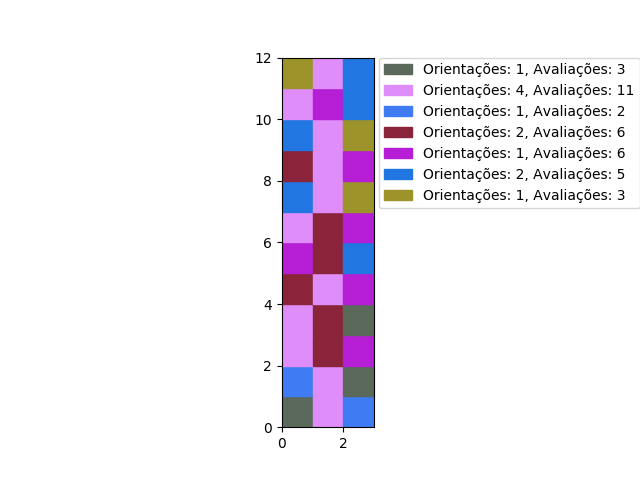 12
10
8
6
4
2
0
0 2
Orientações: 1, Avaliações: 3
Orientações: 4, Avaliações: 11
Orientações: 1, Avaliações: 2
Orientações: 2, Avaliações: 6
Orientações: 1, Avaliações: 6
Orientações: 2, Avaliações: 5
Orientações: 1, Avaliações: 3